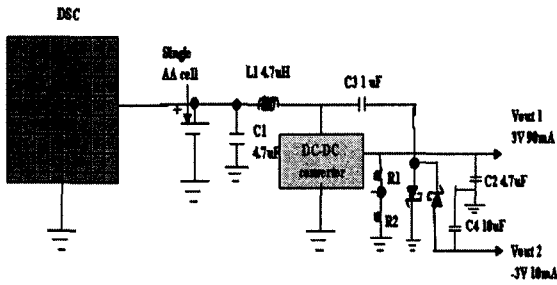 DSC
Single
AA cell
L1 4.7uH
C3 1 uF
+
C1
4.7uF
DC-DC
convertor
R1
R2
Vout 1
3V 90mA
C2 4.7uF
C4 10uF
Vout 2
-3V 10mA